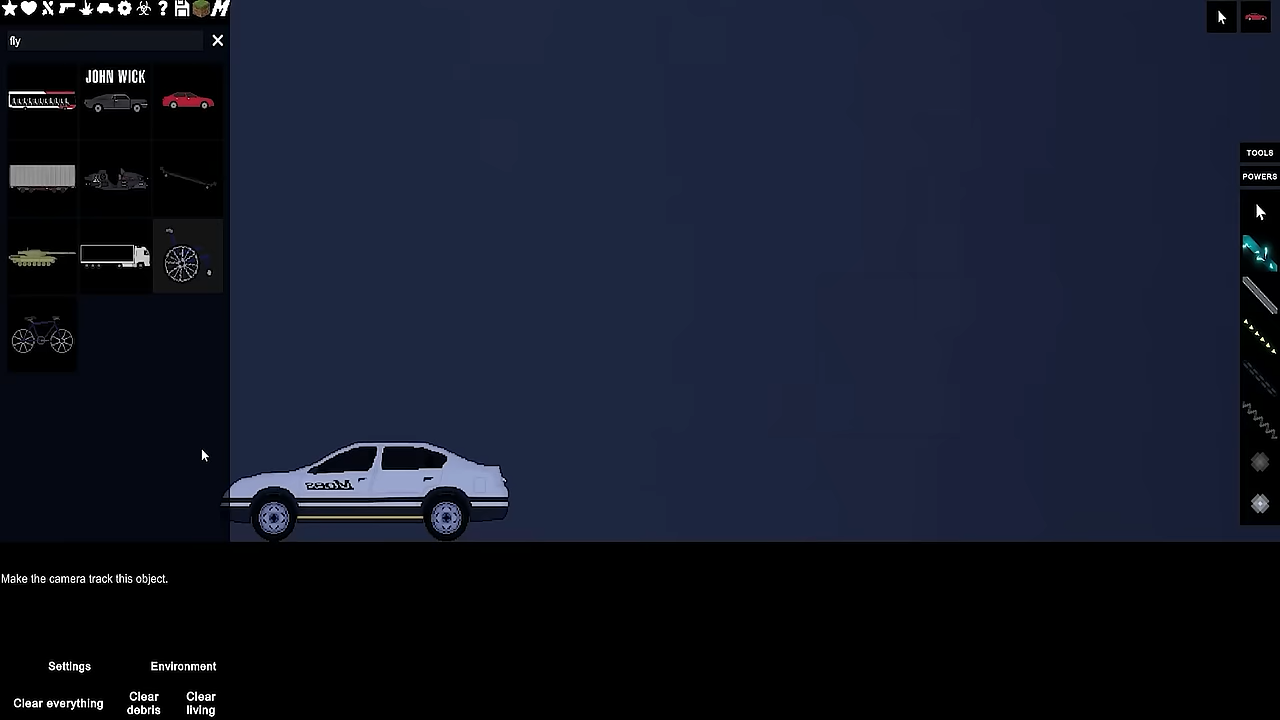 fly
JOHN WICK
TOOLS
POWERS
Make the camera track this object.
Settings
Environment
Clear everything
Clear debris
Clear living